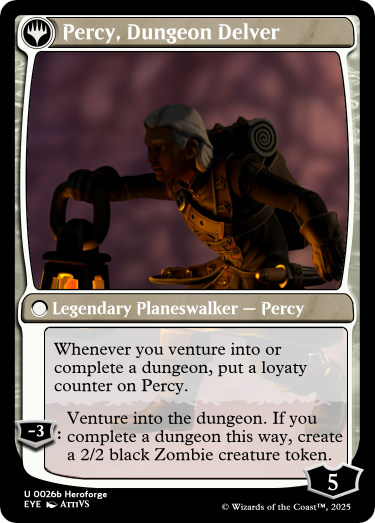 Percy, Dungeon Delver
Legendary Planeswalker — Percy
Whenever you venture into or
complete a dungeon, put a loyaty
counter on Percy.
-3
: Venture into the dungeon. If you
complete a dungeon this way, create
a 2/2 black Zombie creature token.
5
U 0026b Heroforge
EYE AttiVS
© Wizards of the Coast™, 2025